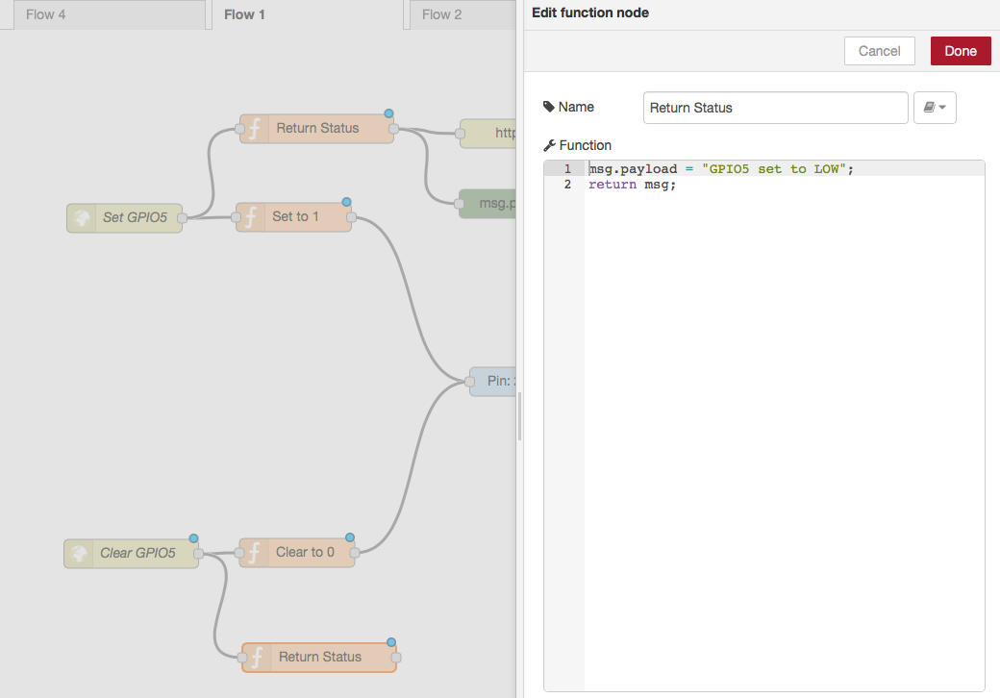 Flow 4
Flow 1
Flow 2
Edit function node
Cancel
Done
Name
Return Status
Function
1 msg.payload = "GPIO5 set to LOW";
2 return msg;
Return Status
http
Set GPIO5
Set to 1
msg.p
Pin:
Clear GPIO5
Clear to 0
Return Status